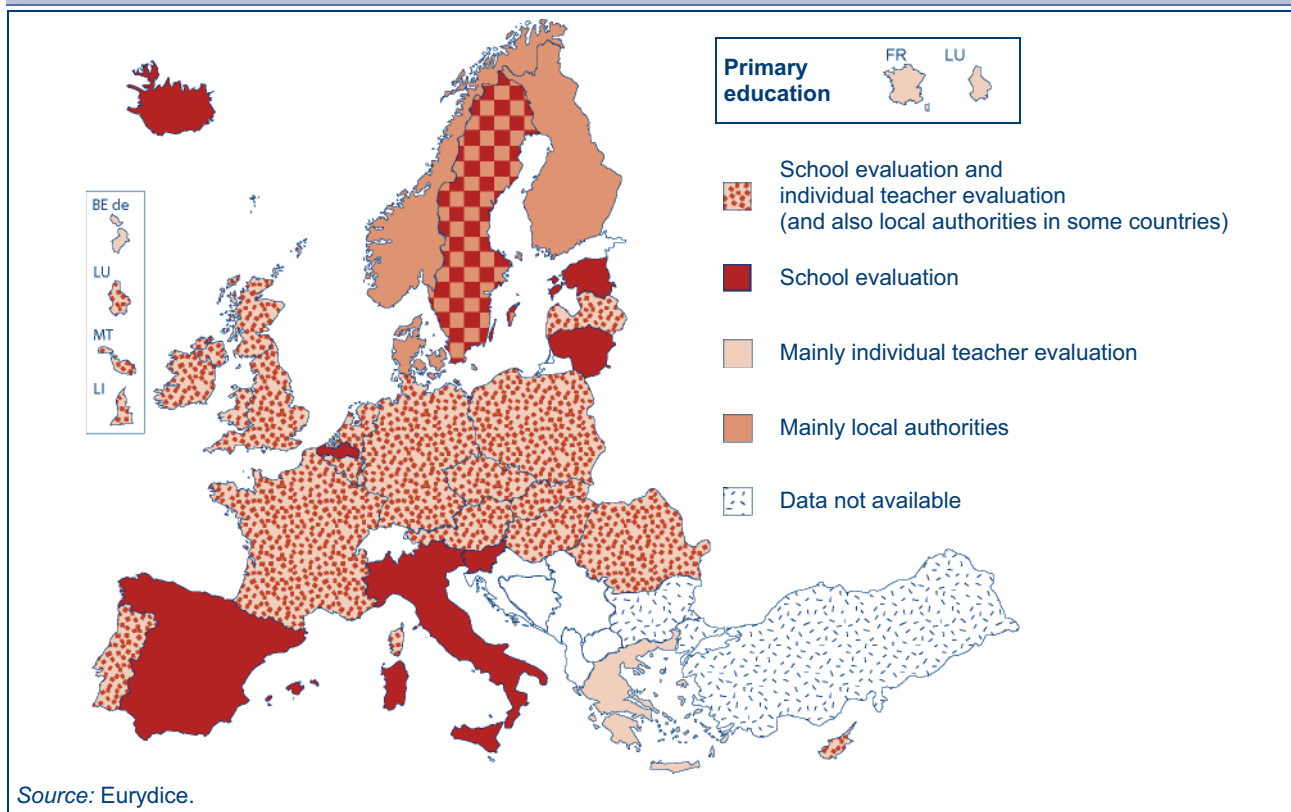 Primary
education
FR
LU
School evaluation and
individual teacher evaluation
(and also local authorities in some countries)
School evaluation
Mainly individual teacher evaluation
Mainly local authorities
Data not available
BE de
LU
MT
LI
Source: Eurydice.